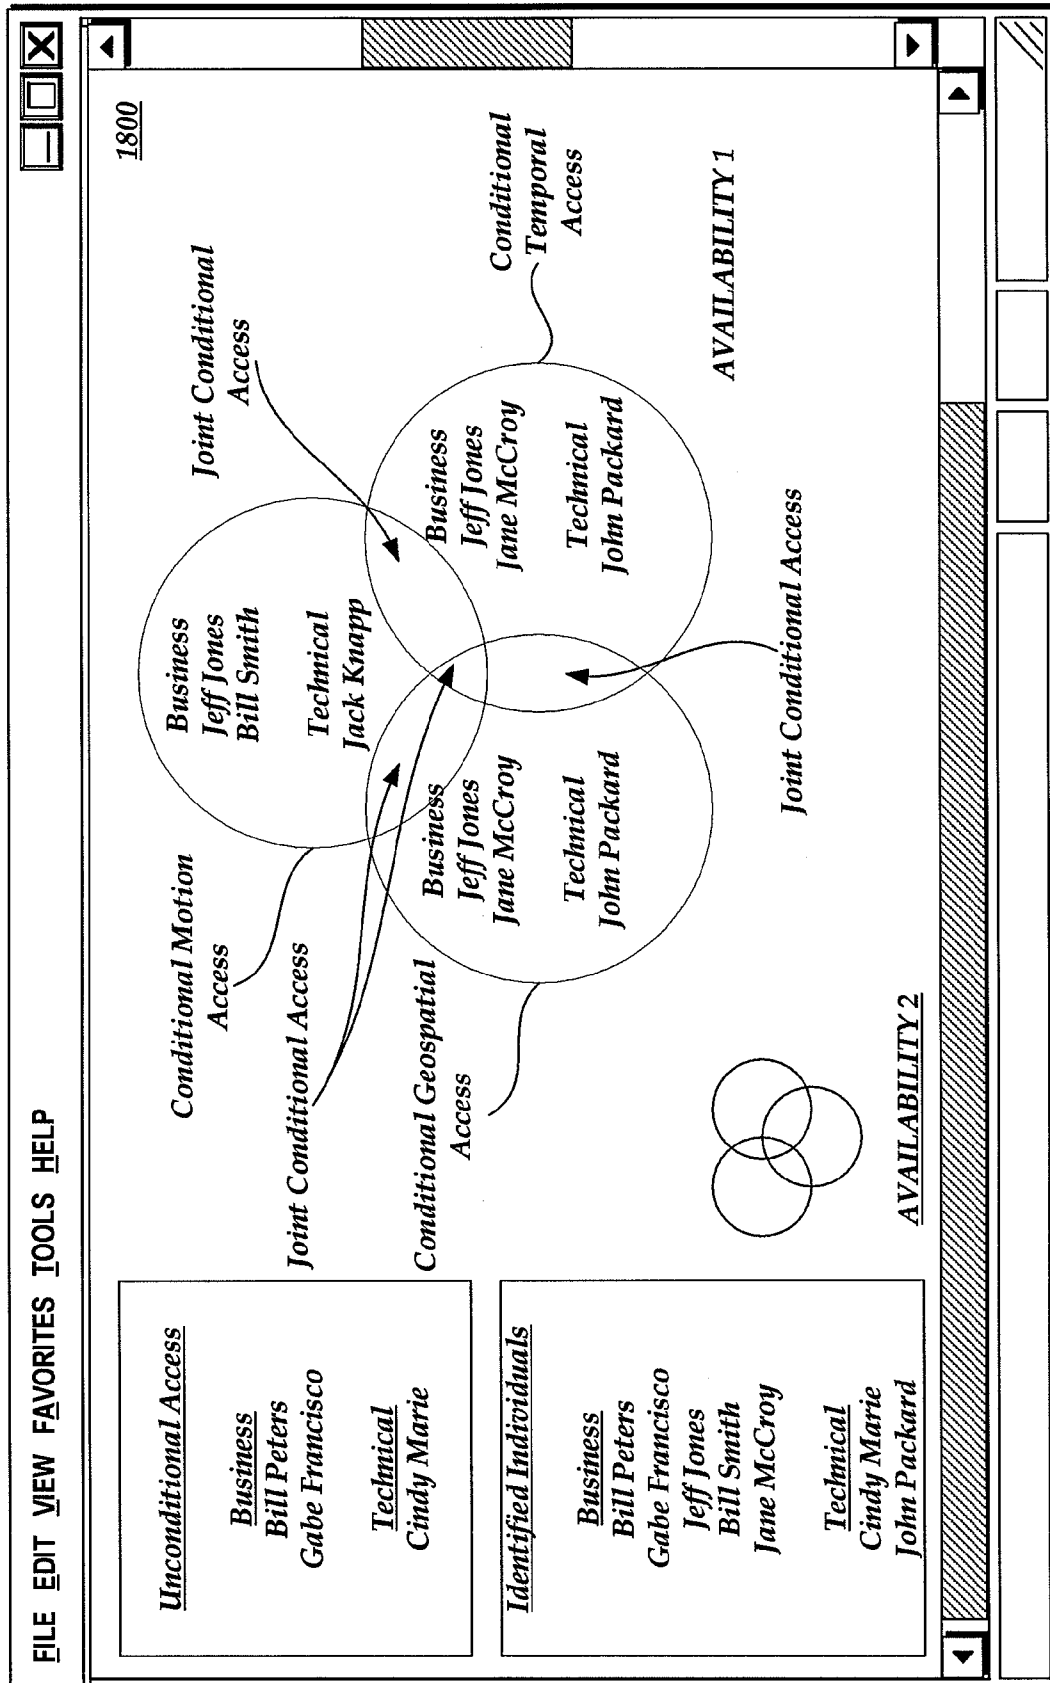 FILE EDIT VIEW FAVORITES TOOLS HELP
1800
Unconditional Access
Business
Bill Peters
Gabe Francisco
Technical
Cindy Marie
Identified Individuals
Business
Bill Peters
Gabe Francisco
Jeff Jones
Bill Smith
Jane McCroy
Technical
Cindy Marie
John Packard
Conditional Motion
Access
Joint Conditional Access
Conditional Geospatial
Access
Business
Jeff Jones
Bill Smith
Technical
Jack Knapp
Joint Conditional
Access
Business
Jeff Jones
Jane McCroy
Technical
John Packard
Business
Jeff Jones
Jane McCroy
Technical
John Packard
Conditional
Temporal
Access
Joint Conditional Access
AVAILABILITY 1
AVAILABILITY 2